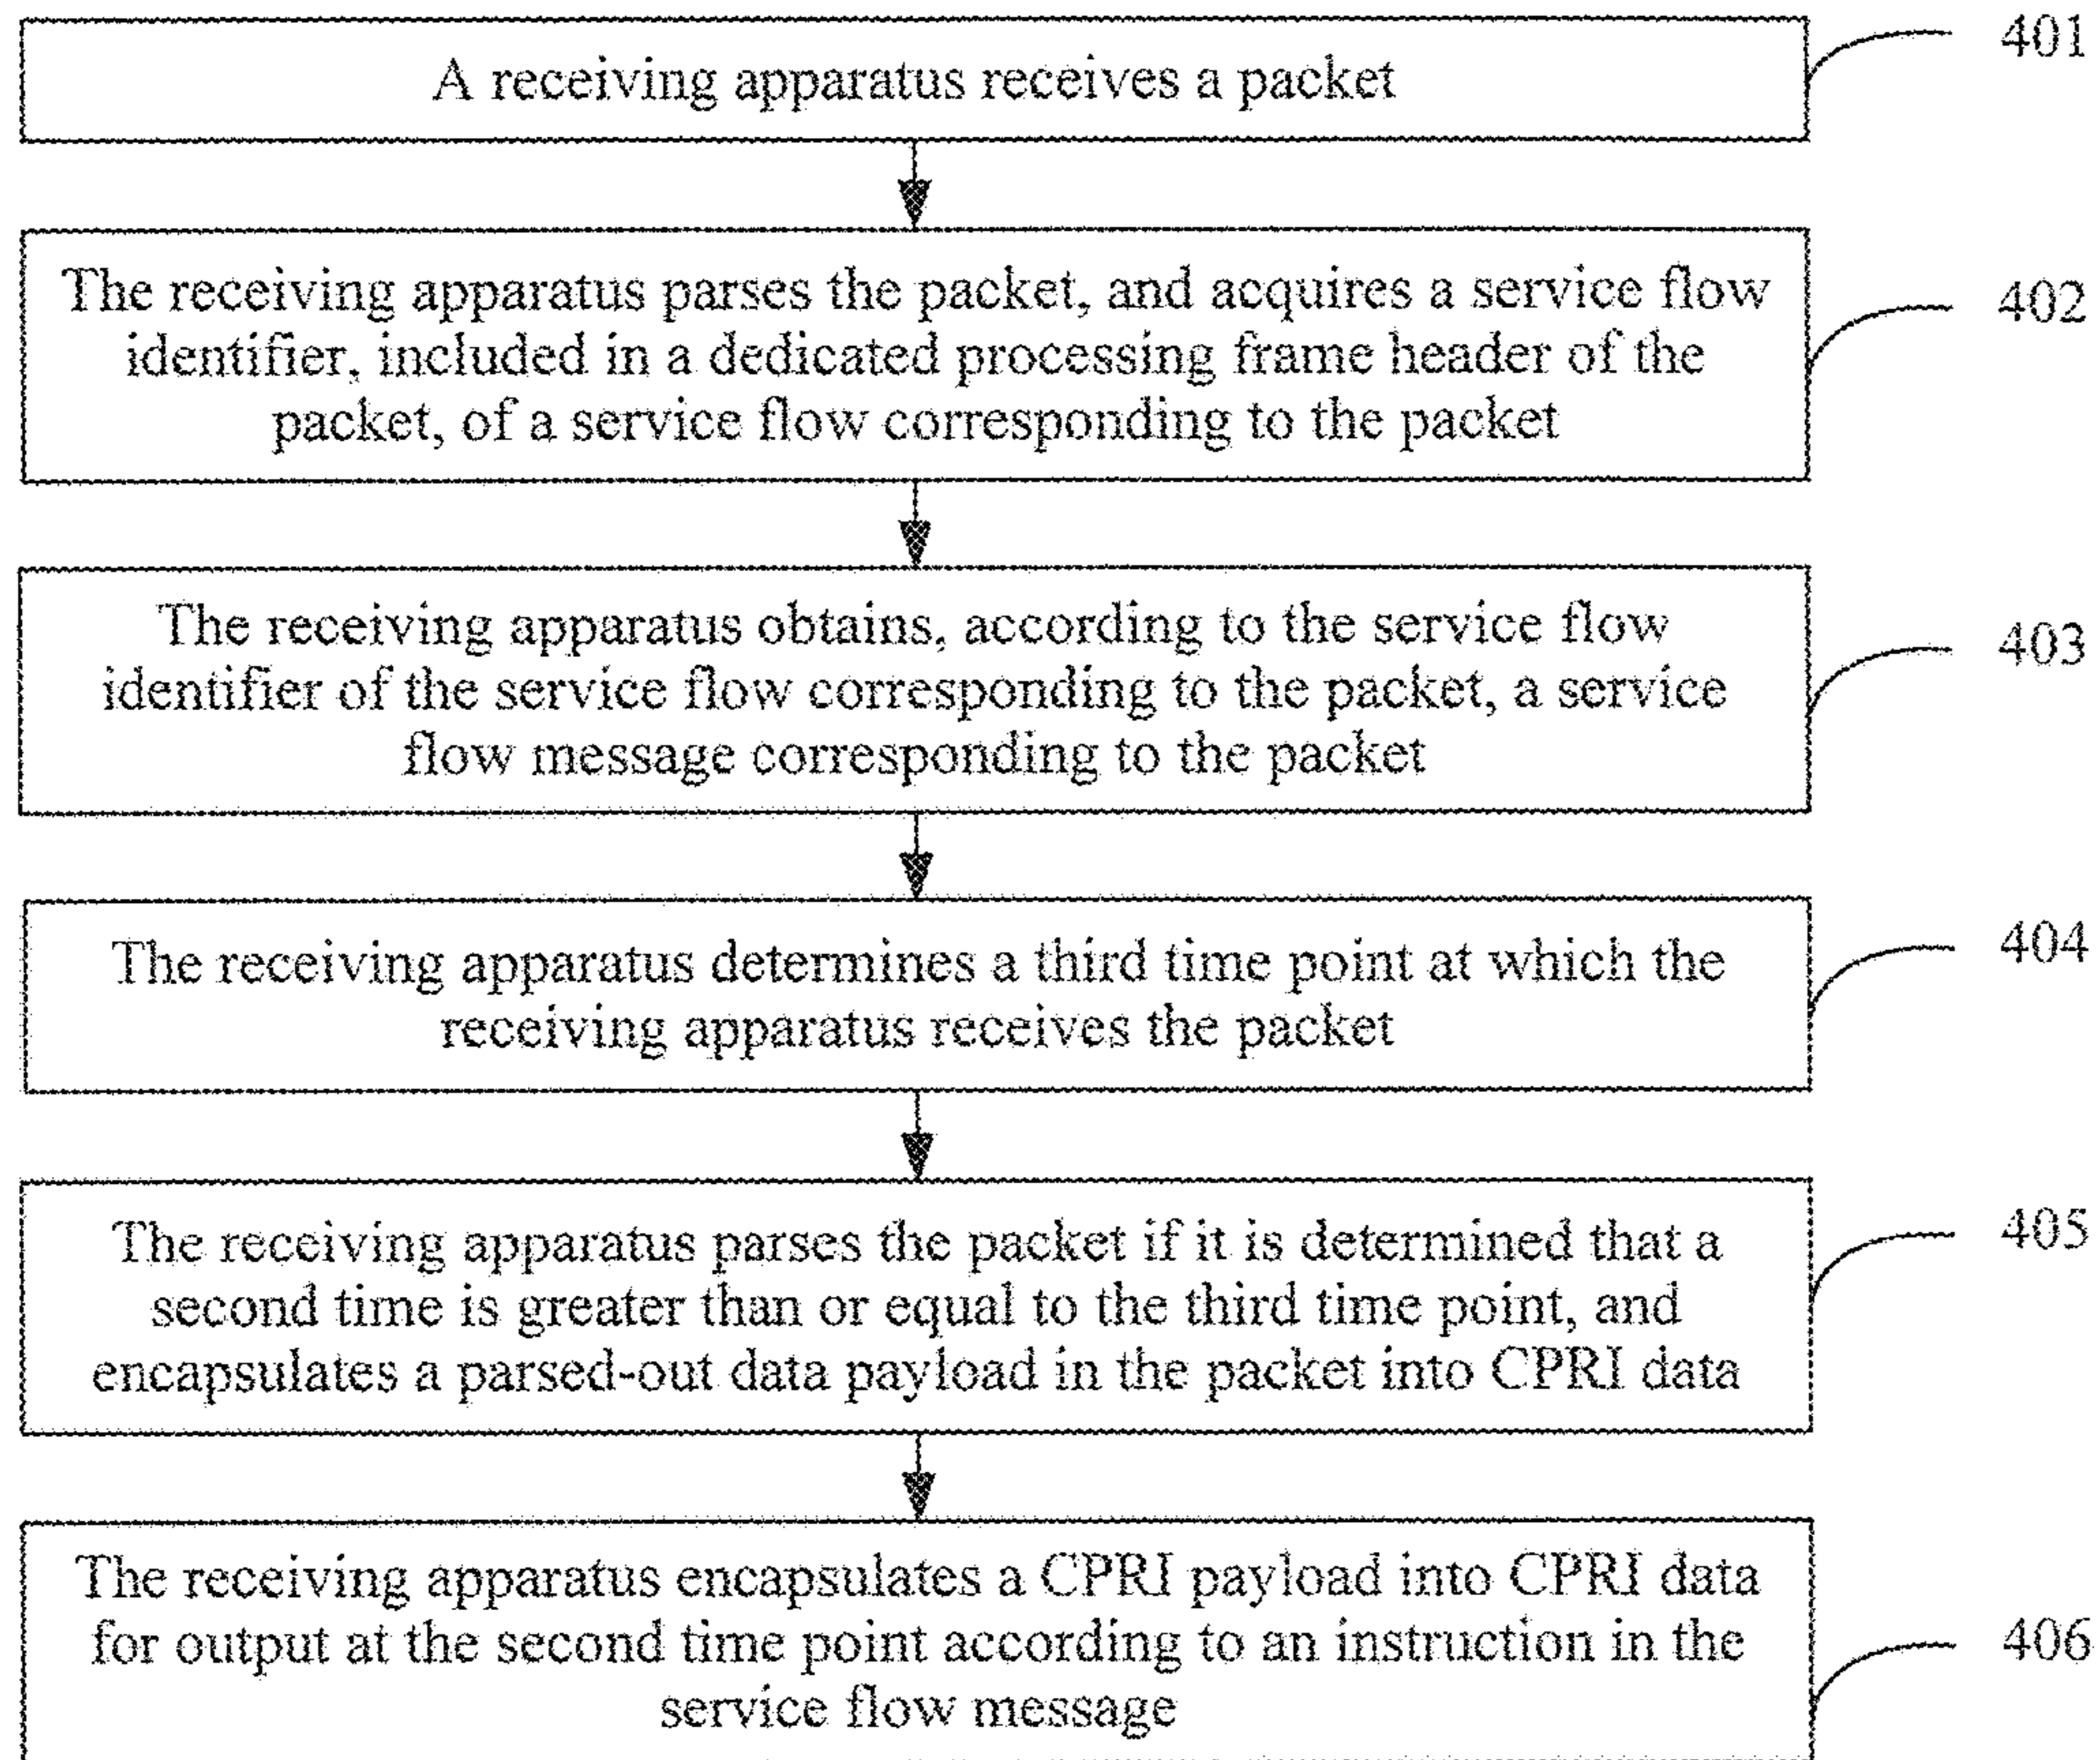 A receiving apparatus receives a packet
401
The receiving apparatus parses the packet, and acquires a service flow
identifier, included in a dedicated processing frame header of the
packet, of a service flow corresponding to the packet
402
The receiving apparatus obtains, according to the service flow
identifier of the service flow corresponding to the packet, a service
flow message corresponding to the packet
403
The receiving apparatus determines a third time point at which the
receiving apparatus receives the packet
404
The receiving apparatus parses the packet if it is determined that a
second time is greater than or equal to the third time point, and
encapsulates a parsed-out data payload in the packet into CPRI data
405
The receiving apparatus encapsulates a CPRI payload into CPRI data
for output at the second time point according to an instruction in the
service flow message
406